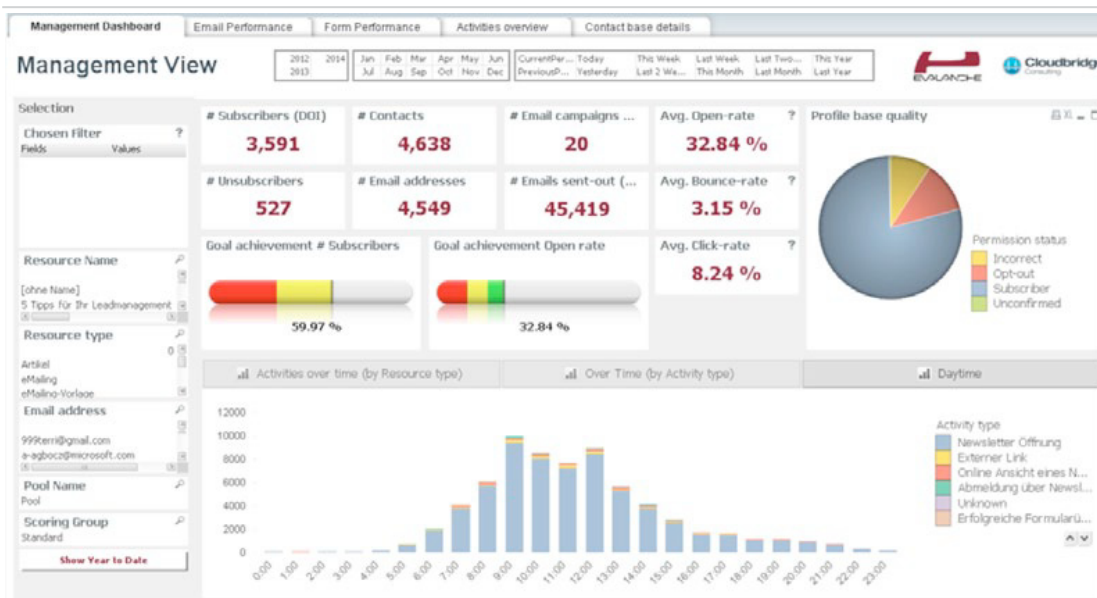 Management Dashboard
Email Performance
Form Performance
Activities overview
Contact base details
Management View
2012 2014
2013
Jan Feb Mar Apr May Jun
Jul Aug Sep Oct Nov Dec
CurrentPer... Today This Week Last Week Last Two... This Year
PreviousP... Yesterday Last 2 We... This Month Last Month Last Year
EVALANCHE
Cloudbridge
Consulting
Selection
Chosen Filter ?
Fields Values
Resource Name
[ohne Name]
5 Tipps für Ihr Leadmanagement
Resource type
0
Artikel
eMailing
eMailing-Vorlage
Email address
999terri@gmail.com
a-agbocz@microsoft.com
Pool Name
Pool
Scoring Group
Standard
Show Year to Date
# Subscribers (DOI)
3,591
# Contacts
4,638
# Email campaigns ...
20
Avg. Open-rate ?
32.84 %
# Unsubscribers
527
# Email addresses
4,549
# Emails sent-out (...
45,419
Avg. Bounce-rate ?
3.15 %
Goal achievement # Subscribers
59.97 %
Goal achievement Open rate
32.84 %
Avg. Click-rate ?
8.24 %
Profile base quality
XL
Permission status
Incorrect
Opt-out
Subscriber
Unconfirmed
Activities over time (by Resource type)
Over Time (by Activity type)
Daytime
12000
10000
8000
6000
4000
2000
0
0:00 1:00 2:00 3:00 4:00 5:00 6:00 7:00 8:00 9:00 10:00 11:00 12:00 13:00 14:00 15:00 16:00 17:00 18:00 19:00 20:00 21:00 22:00 23:00
Activity type
Newsletter Öffnung
Externer Link
Online Ansicht eines N...
Abmeldung über Newsl...
Unknown
Erfolgreiche Formularü...